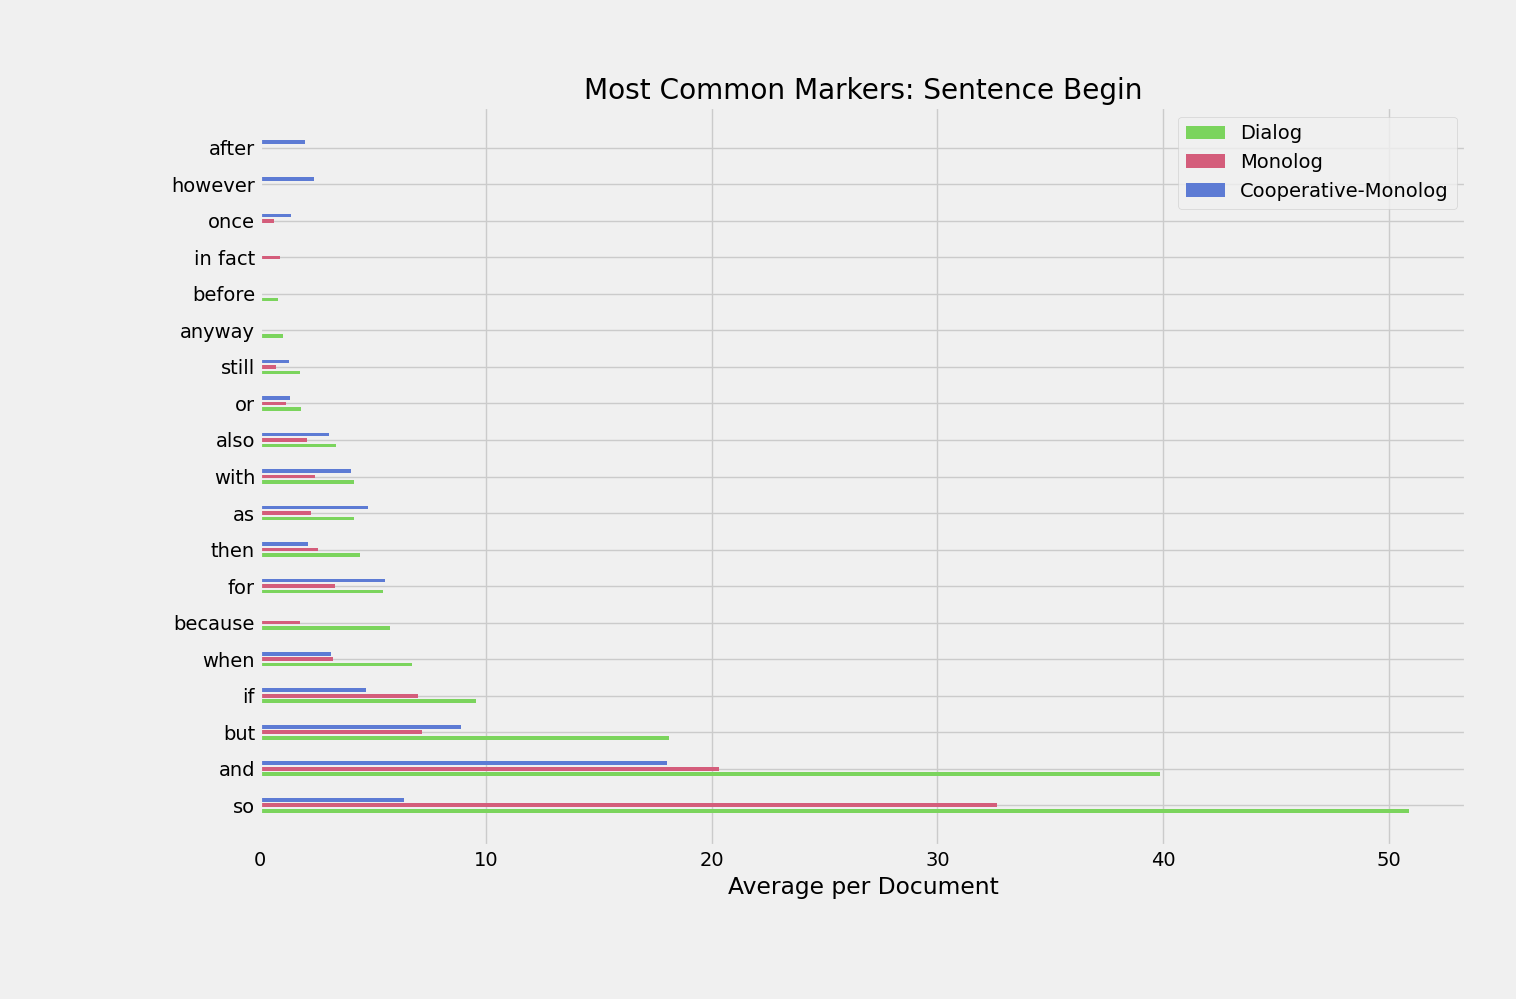 Most Common Markers: Sentence Begin
Dialog
Monolog
Cooperative-Monolog
after
however
once
in fact
before
anyway
still
or
also
with
as
then
for
because
when
if
but
and
so
0 10 20 30 40 50
Average per Document